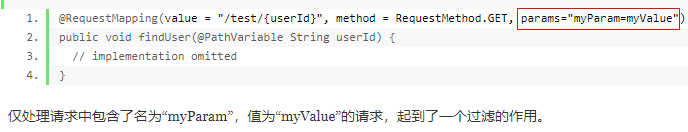 1. @RequestMapping(value = "/test/{userId}", method = RequestMethod.GET, params="myParam=myValue")
2. public void findUser(@PathVariable String userId) {
3. // implementation omitted
4. }
仅处理请求中包含了名为“myParam”，值为“myValue”的请求，起到了一个过滤的作用。